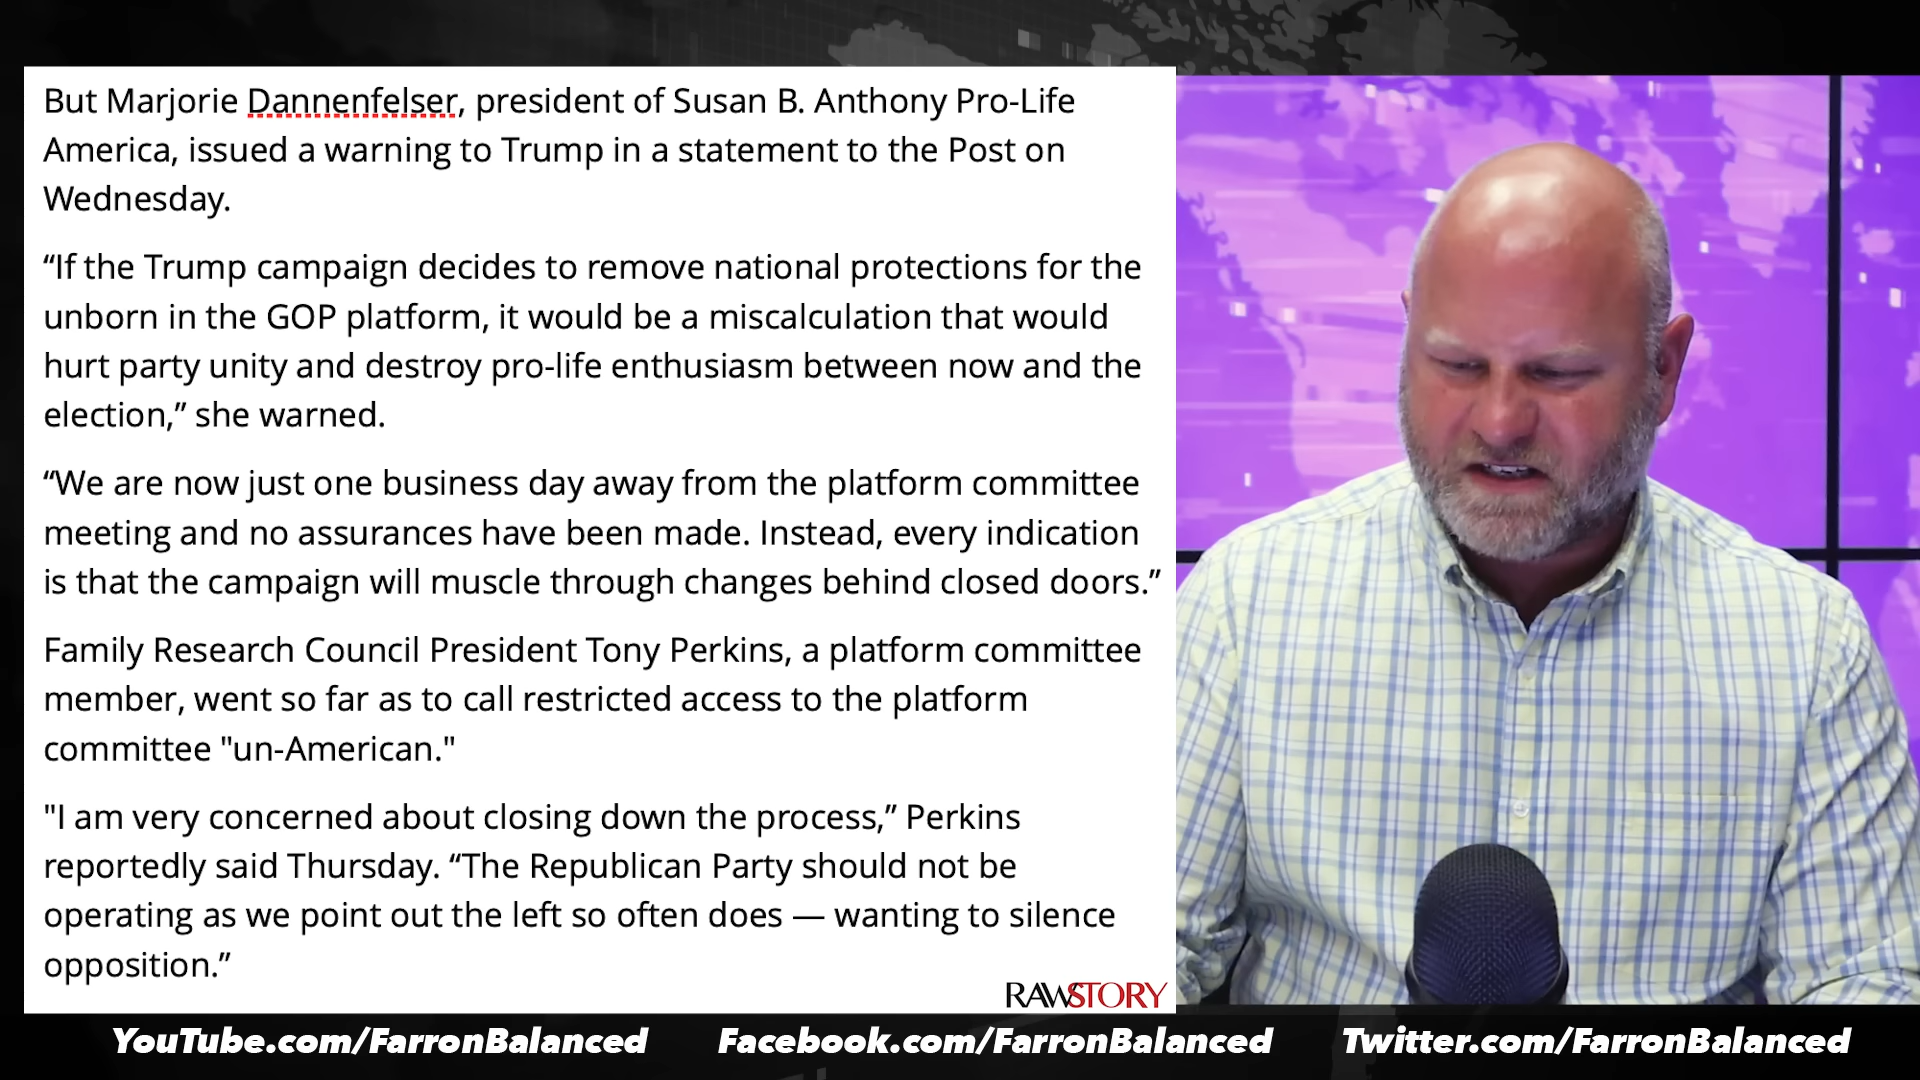 But Marjorie Dannenfelser, president of Susan B. Anthony Pro-Life
America, issued a warning to Trump in a statement to the Post on
Wednesday.
“If the Trump campaign decides to remove national protections for the
unborn in the GOP platform, it would be a miscalculation that would
hurt party unity and destroy pro-life enthusiasm between now and the
election,” she warned.
“We are now just one business day away from the platform committee
meeting and no assurances have been made. Instead, every indication
is that the campaign will muscle through changes behind closed doors.”
Family Research Council President Tony Perkins, a platform committee
member, went so far as to call restricted access to the platform
committee "un-American."
"I am very concerned about closing down the process,” Perkins
reportedly said Thursday. “The Republican Party should not be
operating as we point out the left so often does — wanting to silence
opposition.”
RAWSTORY
YouTube.com/FarronBalanced Facebook.com/FarronBalanced Twitter.com/FarronBalanced